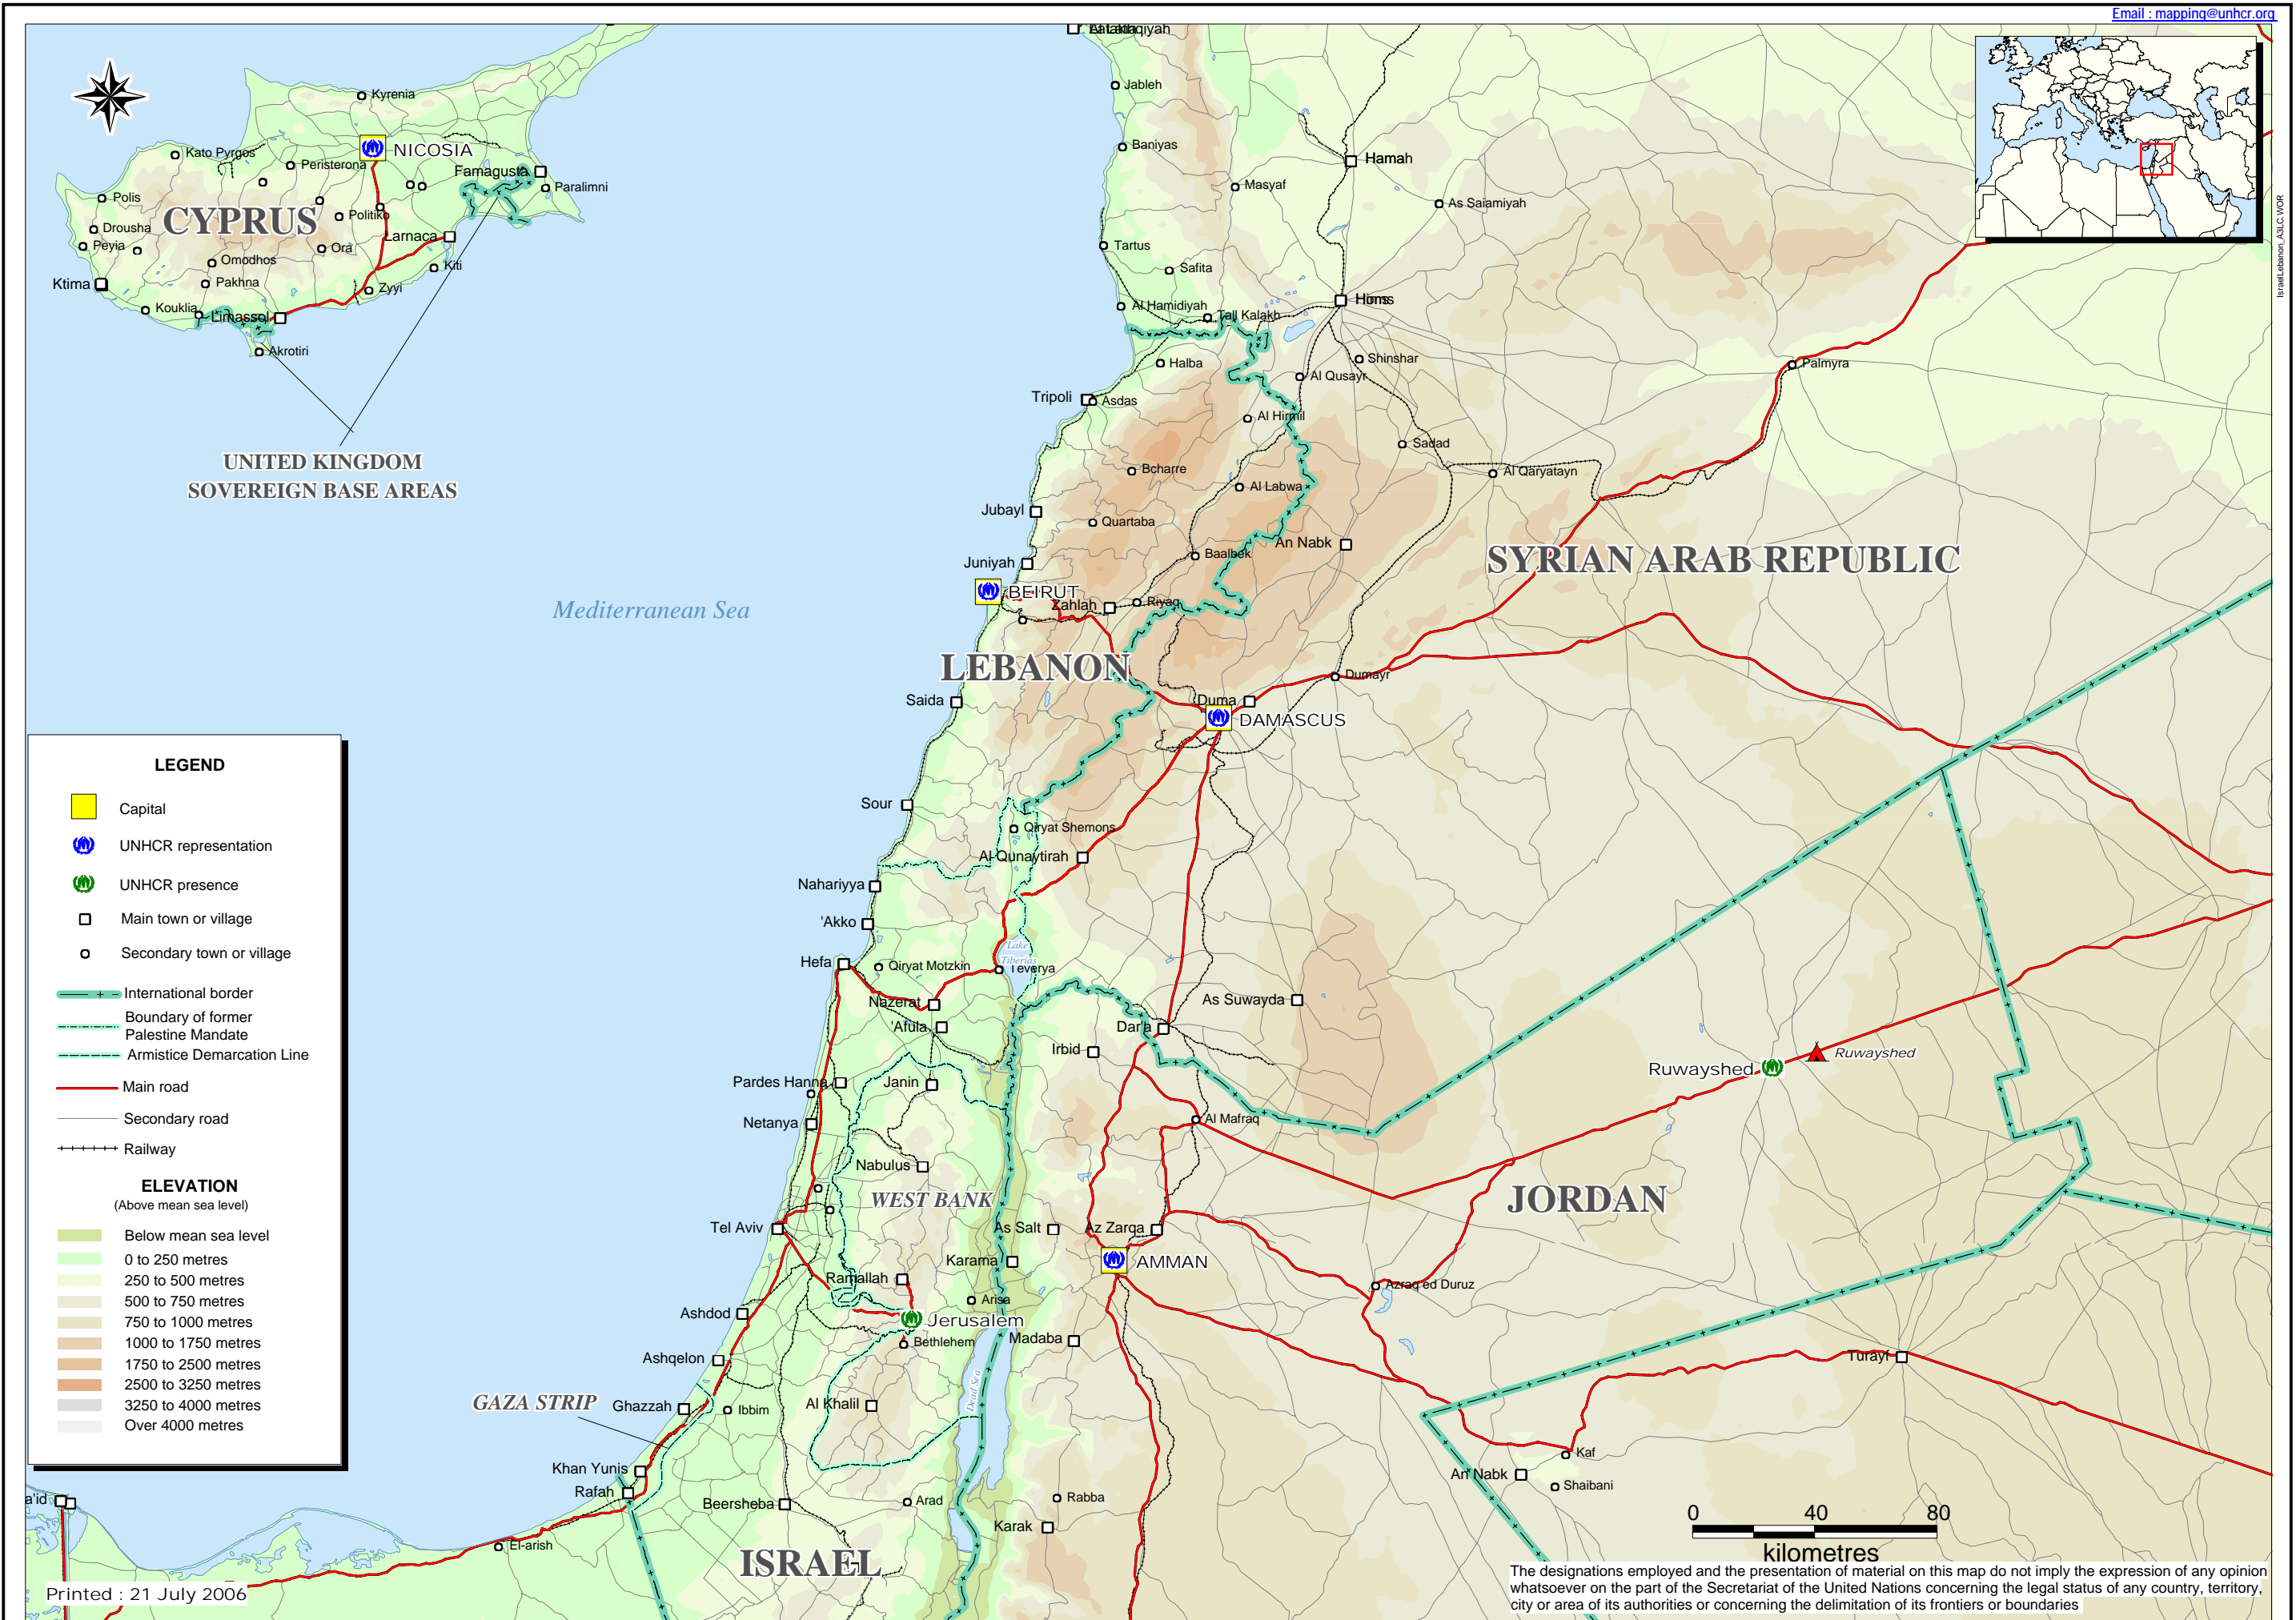 Email : mapping@unhcr.org
IsraelLebanon_A3LC.WOR
Jableh
Baniyas
Hamah
Masyaf
As Saiamiyah
Tartus
Safita
Al Hamidiyah
Tall Kalakh
Shinshar
Halba
Al Qusayr
Palmyra
Tripoli
Asdas
Al Hirmil
Sadad
Bcharre
Al Labwa
Al Qaryatayn
Jubayl
Quartaba
Baalbek
An Nabk
Juniyah
BEIRUT
Zahlah
Riyaq
SYRIAN ARAB REPUBLIC
LEBANON
Saida
Duma
Dumayr
DAMASCUS
Sour
Qiryat Shemons
Al-Qunaytirah
Kyrenia
NICOSIA
Kato Pyrgos
Peristerona
Famagusta
Paralimni
Polis
CYPRUS
Politiko
Drousha
Peyia
Larnaca
Ora
Omodhos
Kiti
Ktima
Pakhna
Zyyi
Kouklia
Limassol
Akrotiri
UNITED KINGDOM
SOVEREIGN BASE AREAS
Mediterranean Sea
Nahariyya
'Akko
Hefa
Qiryat Motzkin
Lake
Tiberias
Teverya
Nazerat
'Afula
As Suwayda
Dar'a
Irbid
Pardes Hanna
Janin
Netanya
Al Mafraq
Ruwayshed
Ruwayshed
Nabulus
WEST BANK
JORDAN
Tel Aviv
As Salt
Az Zarqa
Karama
AMMAN
Ramallah
Arisa
Azraq ed Duruz
Ashdod
Jerusalem
Bethlehem
Madaba
Ashqelon
Turayf
GAZA STRIP
Ghazzah
Ibbim
Al Khalil
Dead Sea
Khan Yunis
Rafah
Beersheba
Arad
Rabba
Karak
Kaf
An Nabk
Shaibani
a'id
El-arish
ISRAEL
LEGEND
Capital
UNHCR representation
UNHCR presence
Main town or village
Secondary town or village
International border
Boundary of former
Palestine Mandate
Armistice Demarcation Line
Main road
Secondary road
Railway
ELEVATION
(Above mean sea level)
Below mean sea level
0 to 250 metres
250 to 500 metres
500 to 750 metres
750 to 1000 metres
1000 to 1750 metres
1750 to 2500 metres
2500 to 3250 metres
3250 to 4000 metres
Over 4000 metres
Printed : 21 July 2006
0 40 80
kilometres
The designations employed and the presentation of material on this map do not imply the expression of any opinion
whatsoever on the part of the Secretariat of the United Nations concerning the legal status of any country, territory,
city or area of its authorities or concerning the delimitation of its frontiers or boundaries